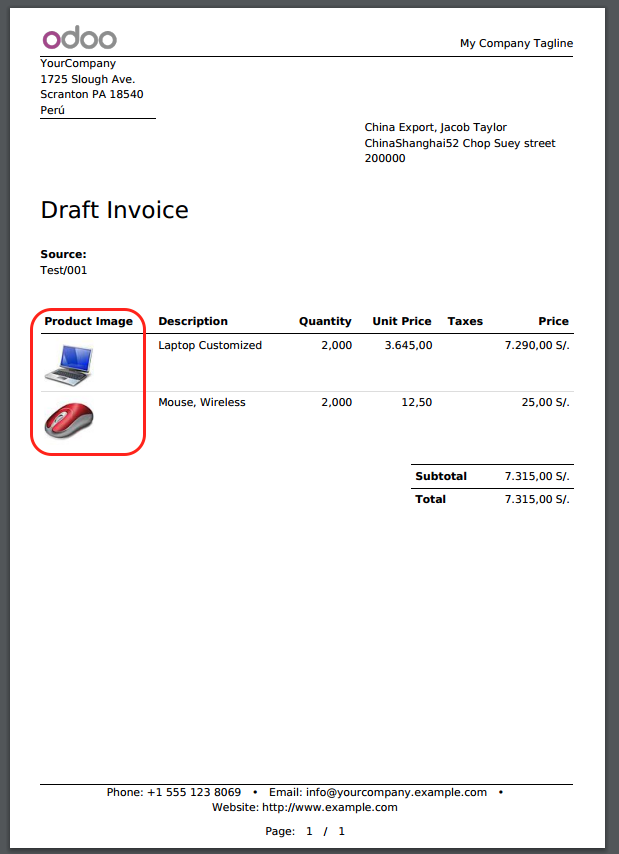 odoo
My Company Tagline
YourCompany
1725 Slough Ave.
Scranton PA 18540
Perú
China Export, Jacob Taylor
ChinaShanghai52 Chop Suey street
200000
Draft Invoice
Source:
Test/001
Product Image Description Quantity Unit Price Taxes Price
Laptop Customized 2,000 3.645,00 7.290,00 S/.
Mouse, Wireless 2,000 12,50 25,00 S/.
Subtotal 7.315,00 S/.
Total 7.315,00 S/.
Phone: +1 555 123 8069 • Email: info@yourcompany.example.com •
Website: http://www.example.com
Page: 1 / 1